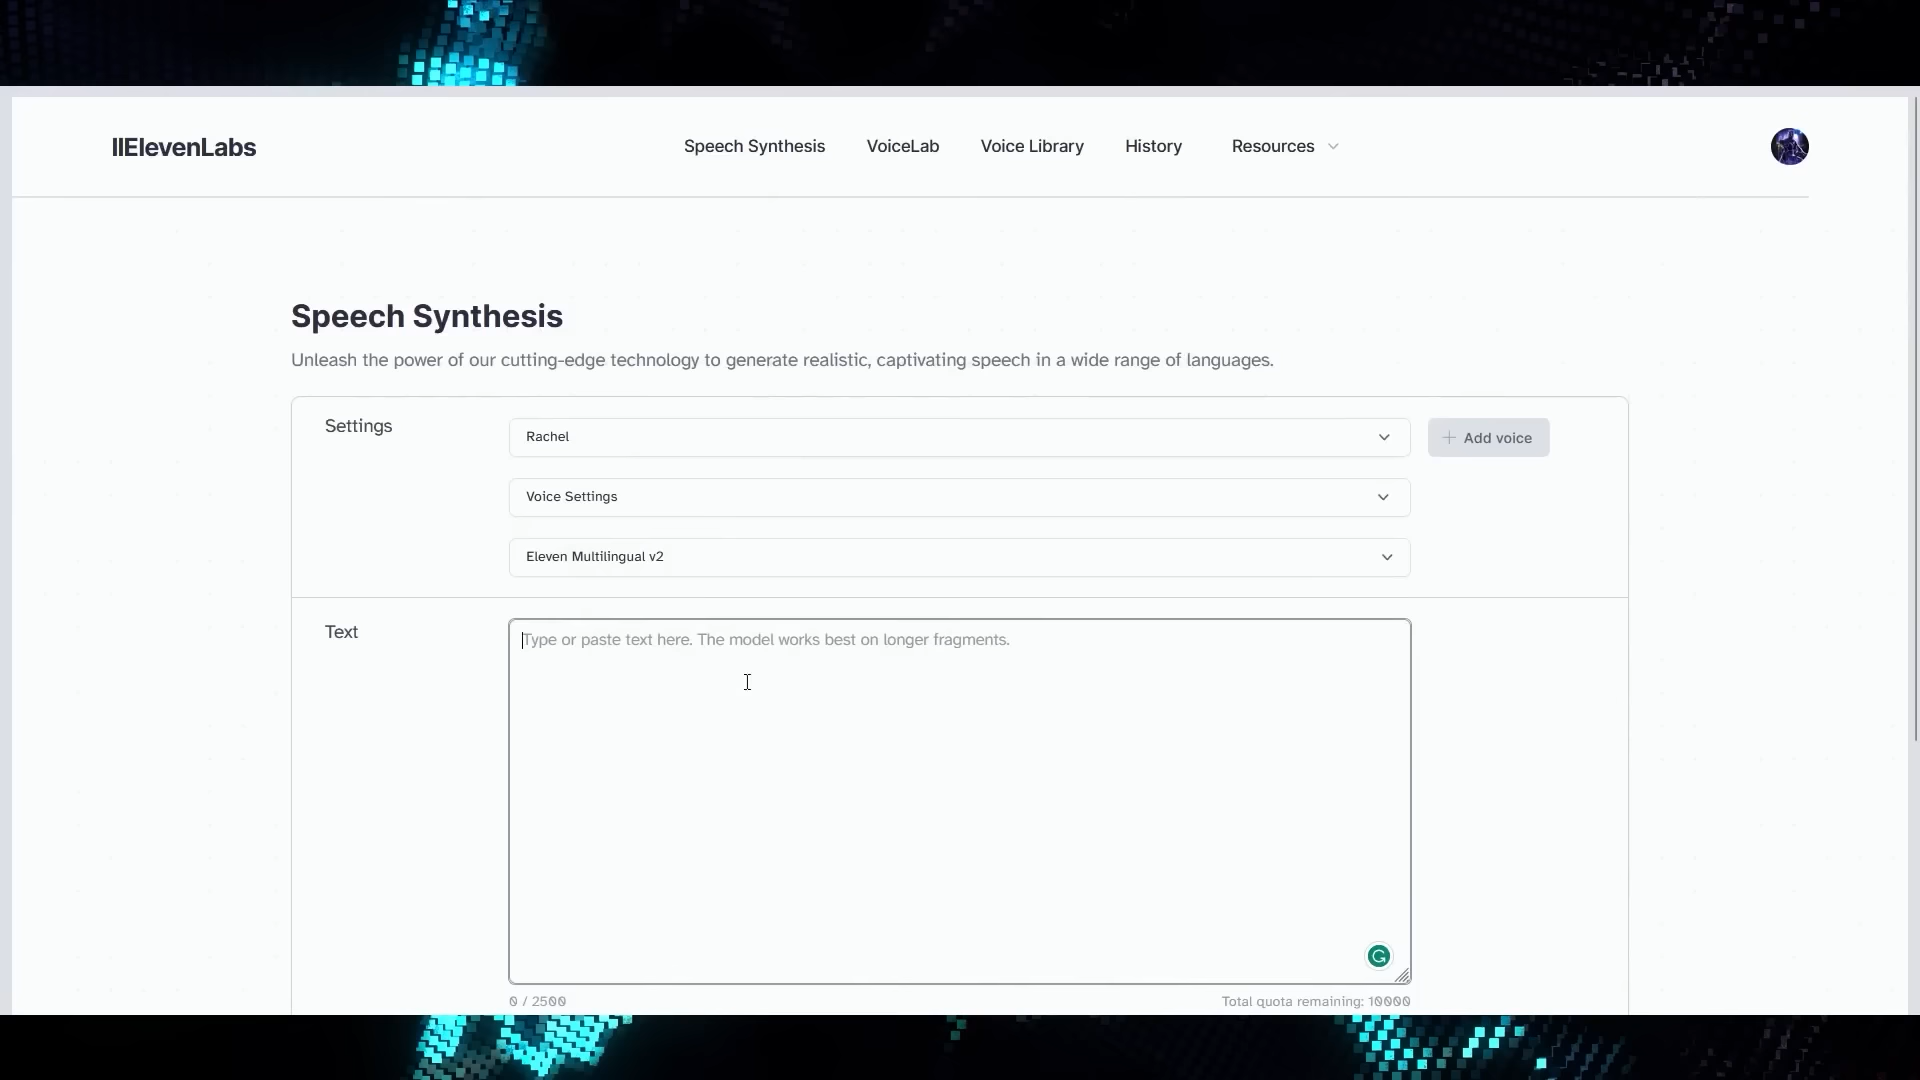 IIElevenLabs
Speech Synthesis VoiceLab Voice Library History Resources
Speech Synthesis
Unleash the power of our cutting-edge technology to generate realistic, captivating speech in a wide range of languages.
Settings
Rachel
+ Add voice
Voice Settings
Eleven Multilingual v2
Text
Type or paste text here. The model works best on longer fragments.
0 / 2500
Total quota remaining: 10000